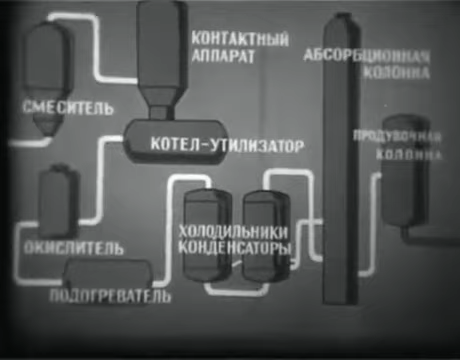 КОНТАКТНЫЙ
АППАРАТ
АБСОРБЦИОННАЯ
КОЛОННА
СМЕСИТЕЛЬ
КОТЕЛ-УТИЛИЗАТОР
ПРОДУВОЧНАЯ
КОЛОННА
ОКИСЛИТЕЛЬ
ХОЛОДИЛЬНИКИ
КОНДЕНСАТОРЫ
ПОДОГРЕВАТЕЛЬ